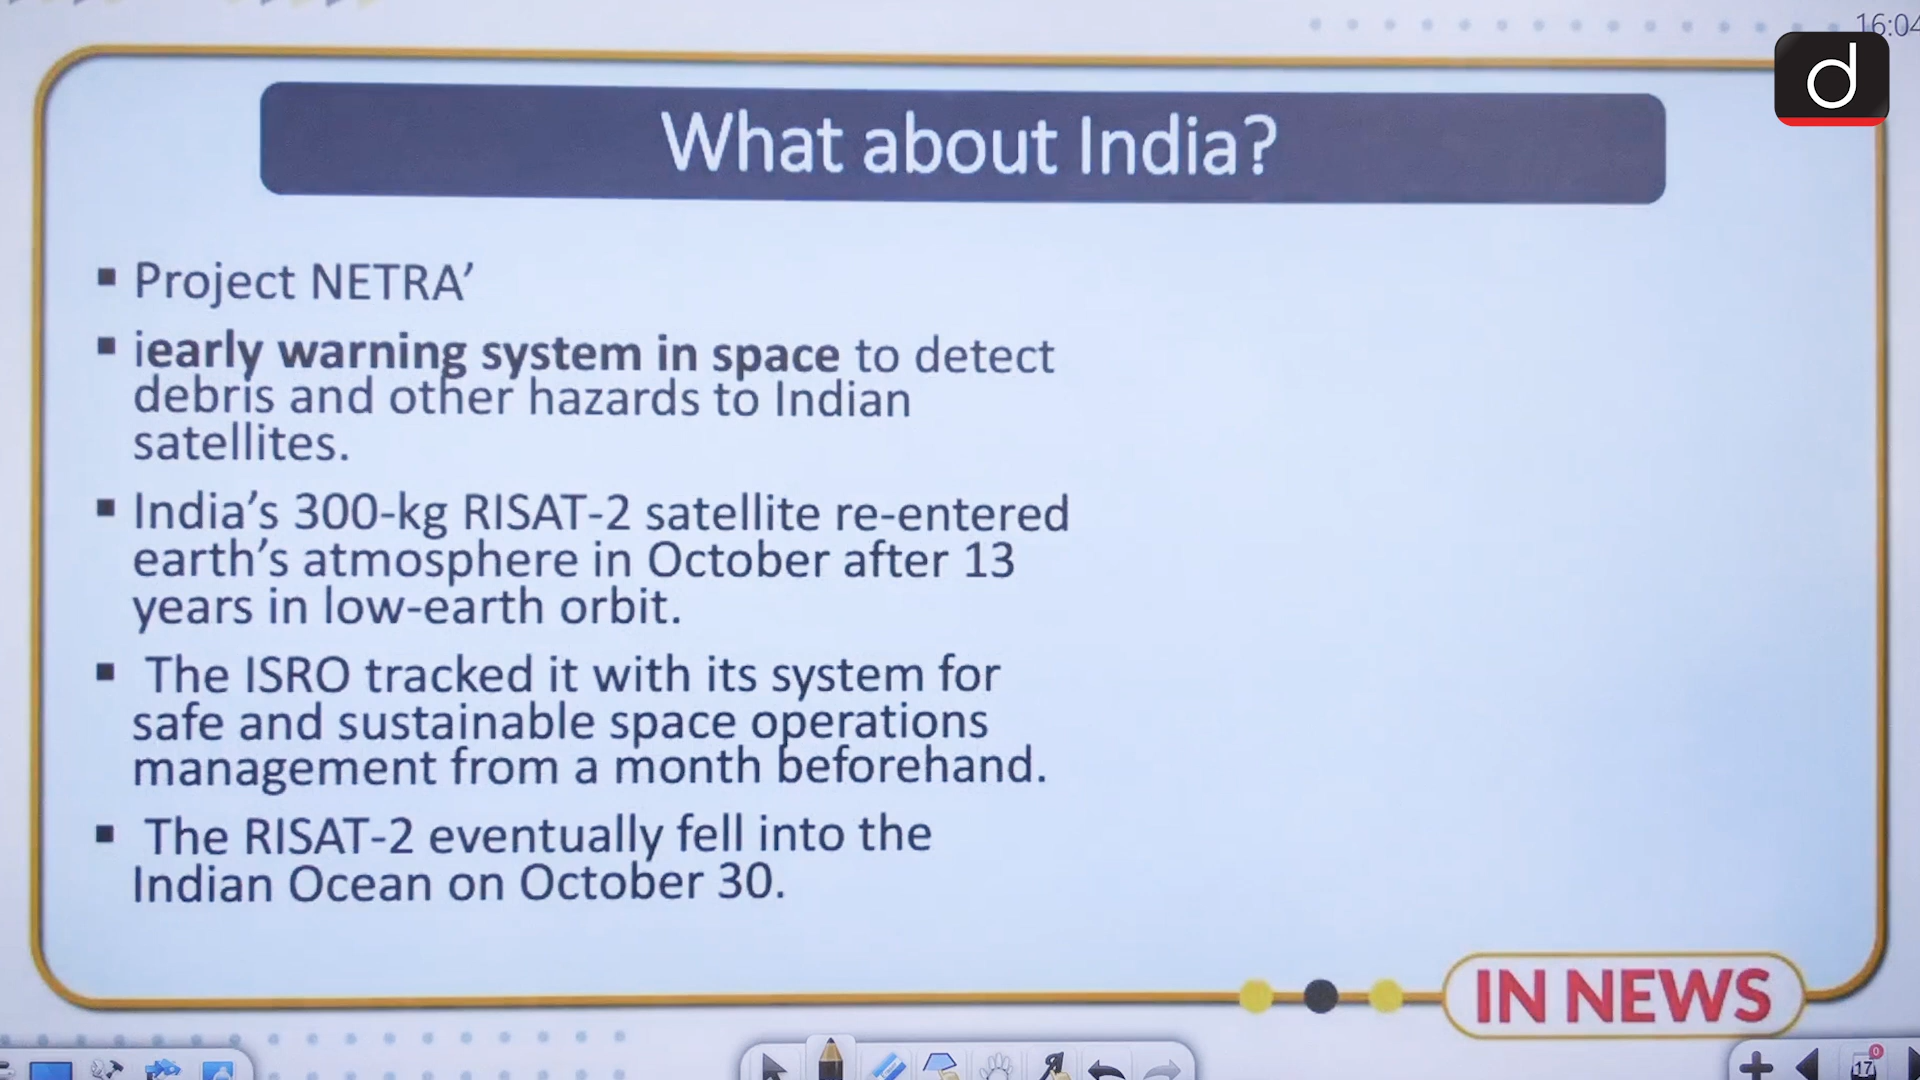 16:04
d
What about India?
▪ Project NETRA’
▪ iearly warning system in space to detect
debris and other hazards to Indian
satellites.
▪ India’s 300-kg RISAT-2 satellite re-entered
earth’s atmosphere in October after 13
years in low-earth orbit.
▪ The ISRO tracked it with its system for
safe and sustainable space operations
management from a month beforehand.
▪ The RISAT-2 eventually fell into the
Indian Ocean on October 30.
IN NEWS
0
17